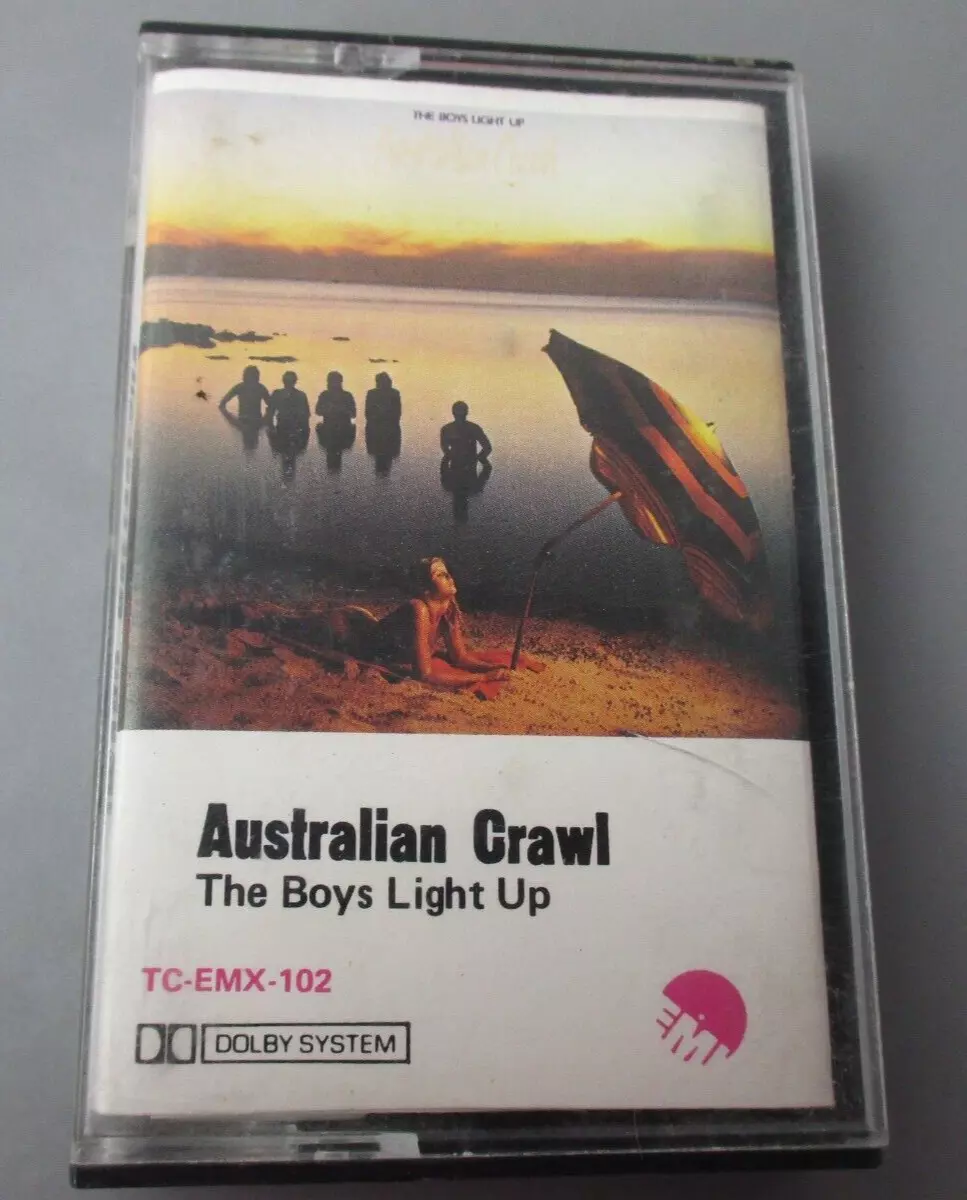 THE BOYS LIGHT UP
Australian Crawl
The Boys Light Up
TC-EMX-102
DOLBY SYSTEM
EMI